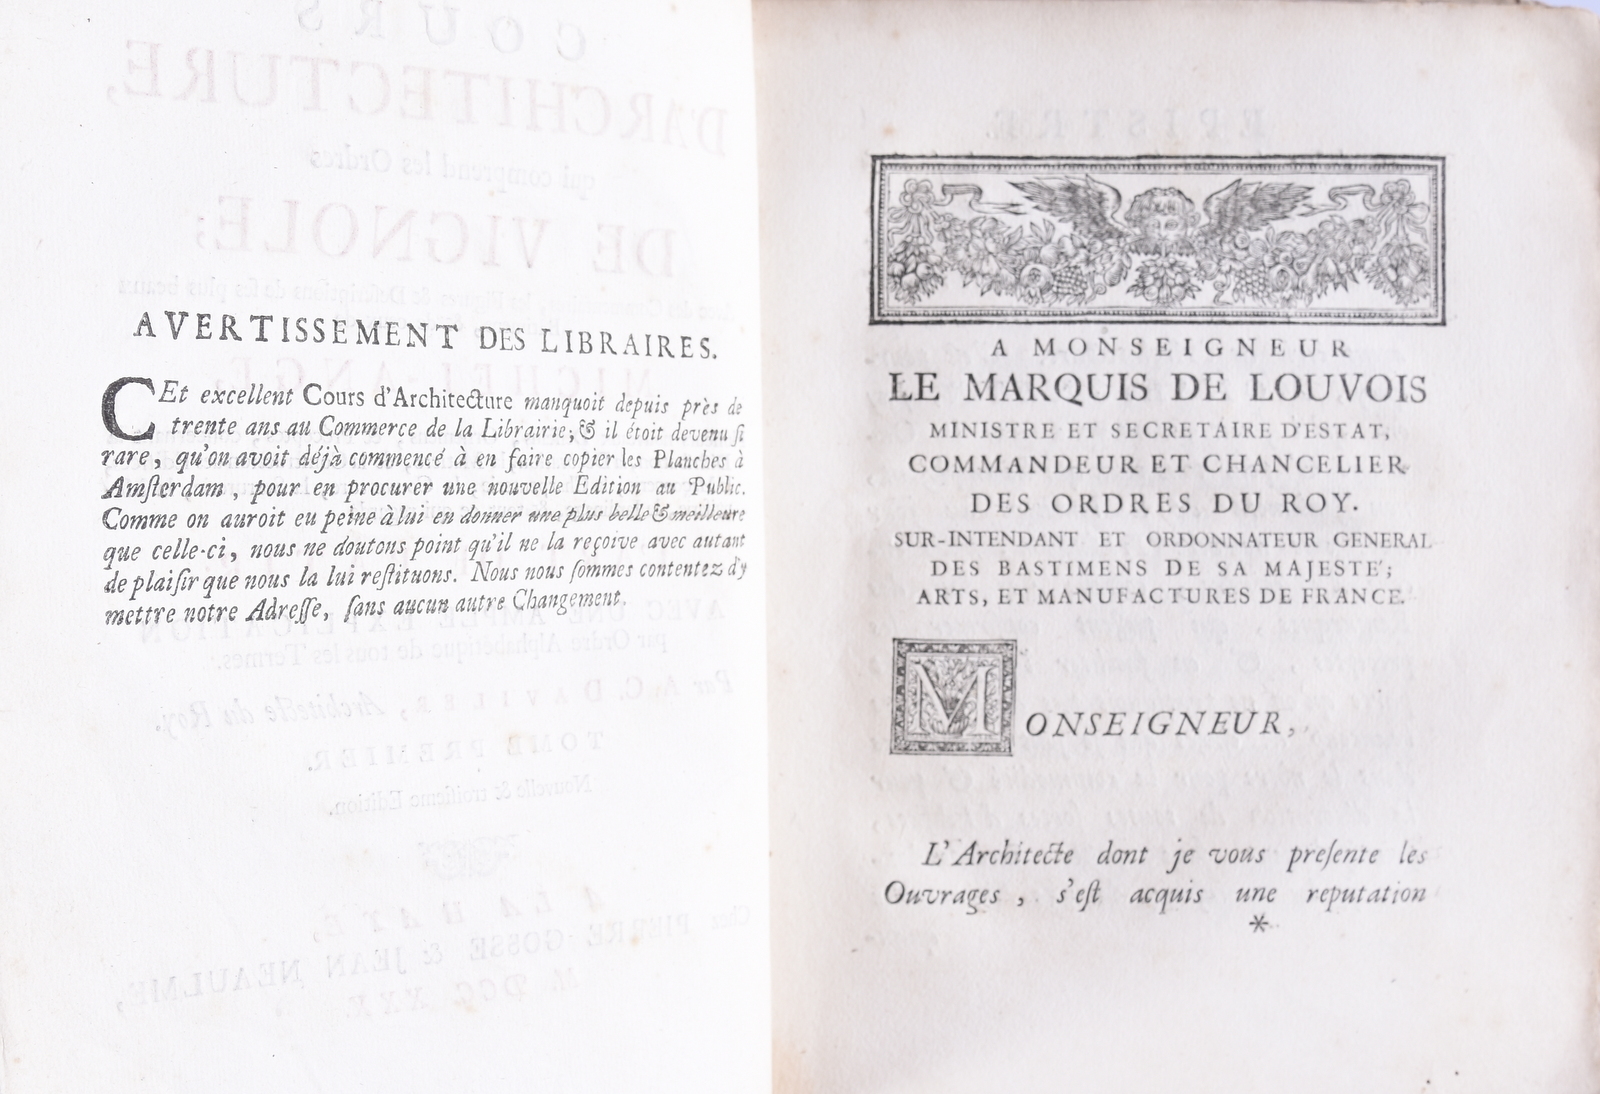 AVERTISSEMENT DES LIBRAIRES.
CEt excellent Cours d'Architecture manquoit depuis près de
trente ans au Commerce de la Librairie; & il étoit devenu ſi
rare, qu'on avoit déjà commencé à en faire copier les Planches à
Amſterdam, pour en procurer une nouvelle Edition au Public.
Comme on auroit eu peine à lui en donner une plus belle & meilleure
que celle-ci, nous ne doutons point qu'il ne la reçoive avec autant
de plaiſir que nous la lui reſtituons. Nous nous ſommes contentez d'y
mettre notre Adreſſe, ſans aucun autre Changement.
A MONSEIGNEUR
LE MARQUIS DE LOUVOIS
MINISTRE ET SECRETAIRE D'ESTAT,
COMMANDEUR ET CHANCELIER
DES ORDRES DU ROY.
SUR-INTENDANT ET ORDONNATEUR GENERAL
DES BASTIMENS DE SA MAJESTE';
ARTS, ET MANUFACTURES DE FRANCE.
MONSEIGNEUR,
L'Architecte dont je vous preſente les
Ouvrages, s'eſt acquis une reputation
*